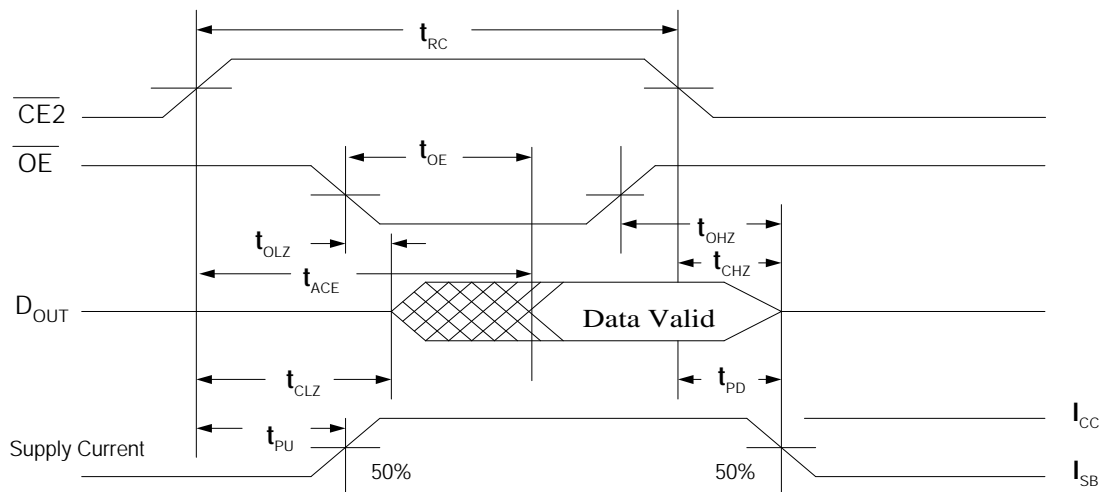 tRC
CE2
OE
tOE
tOHZ
tOLZ
tCHZ
tACE
DOUT
Data Valid
tCLZ
tPD
ICC
tPU
Supply Current
50%
50%
ISB